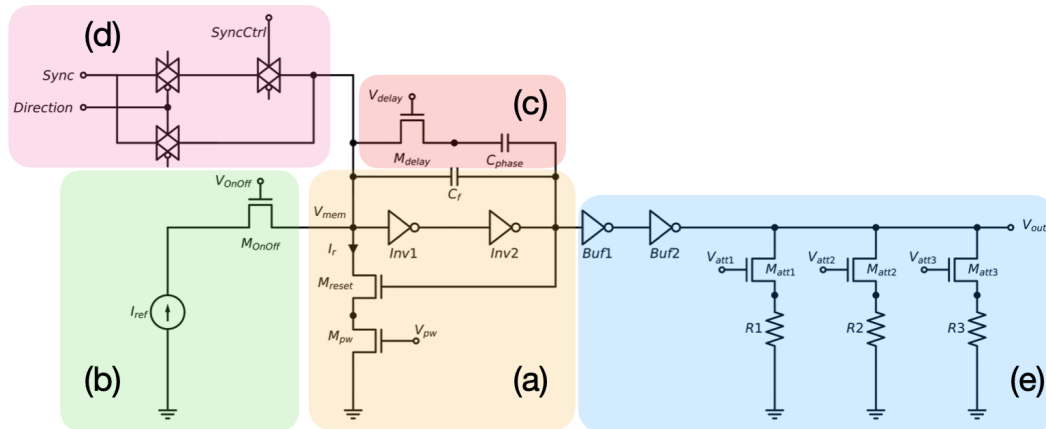 (d)
SyncCtrl
Sync
Direction
V_delay
(c)
M_delay
C_phase
C_f
V_OnOff
M_OnOff
V_mem
I_r
Inv1
Inv2
Buf1
Buf2
V_out
M_reset
M_pw
V_pw
I_ref
V_att1
M_att1
V_att2
M_att2
V_att3
M_att3
R1
R2
R3
(b)
(a)
(e)